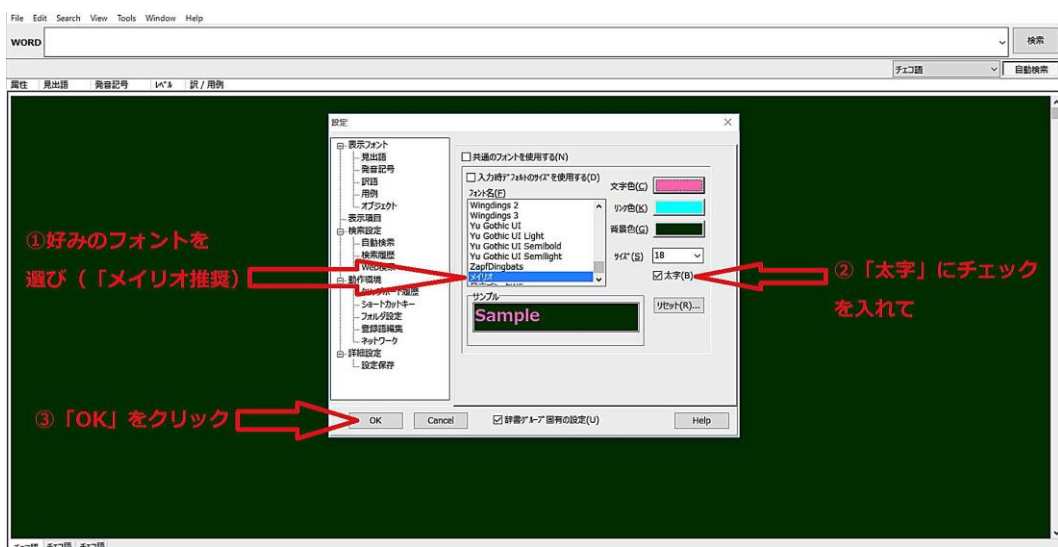 File Edit Search View Tools Window Help
WORD
検索
チェコ語
自動検索
属性 見出語 発音記号 ﾚﾍﾞﾙ 訳 / 用例
設定
表示フォント
見出語
発音記号
訳語
用例
オブジェクト
表示項目
検索設定
自動検索
検索履歴
Web検索
動作環境
クリップボード履歴
ショートカットキー
フォルダ設定
登録語編集
ネットワーク
詳細設定
設定保存
共通のフォントを使用する(N)
入力時ﾃﾞﾌｫﾙﾄのｻｲｽﾞを使用する(D)
ﾌｫﾝﾄ名(F)
Wingdings 2
Wingdings 3
Yu Gothic UI
Yu Gothic UI Light
Yu Gothic UI Semibold
Yu Gothic UI Semilight
ZapfDingbats
メイリオ
文字色(C)
ﾘﾝｸ色(K)
背景色(G)
ｻｲｽﾞ(S) 18
太字(B)
サンプル
Sample
ﾘｾｯﾄ(R)...
OK
Cancel
辞書ｸﾞﾙｰﾌﾟ固有の設定(U)
Help
①好みのフォントを
選び（「メイリオ推奨）
②「太字」にチェック
を入れて
③「OK」をクリック
チェコ語 チェコ語 チェコ語